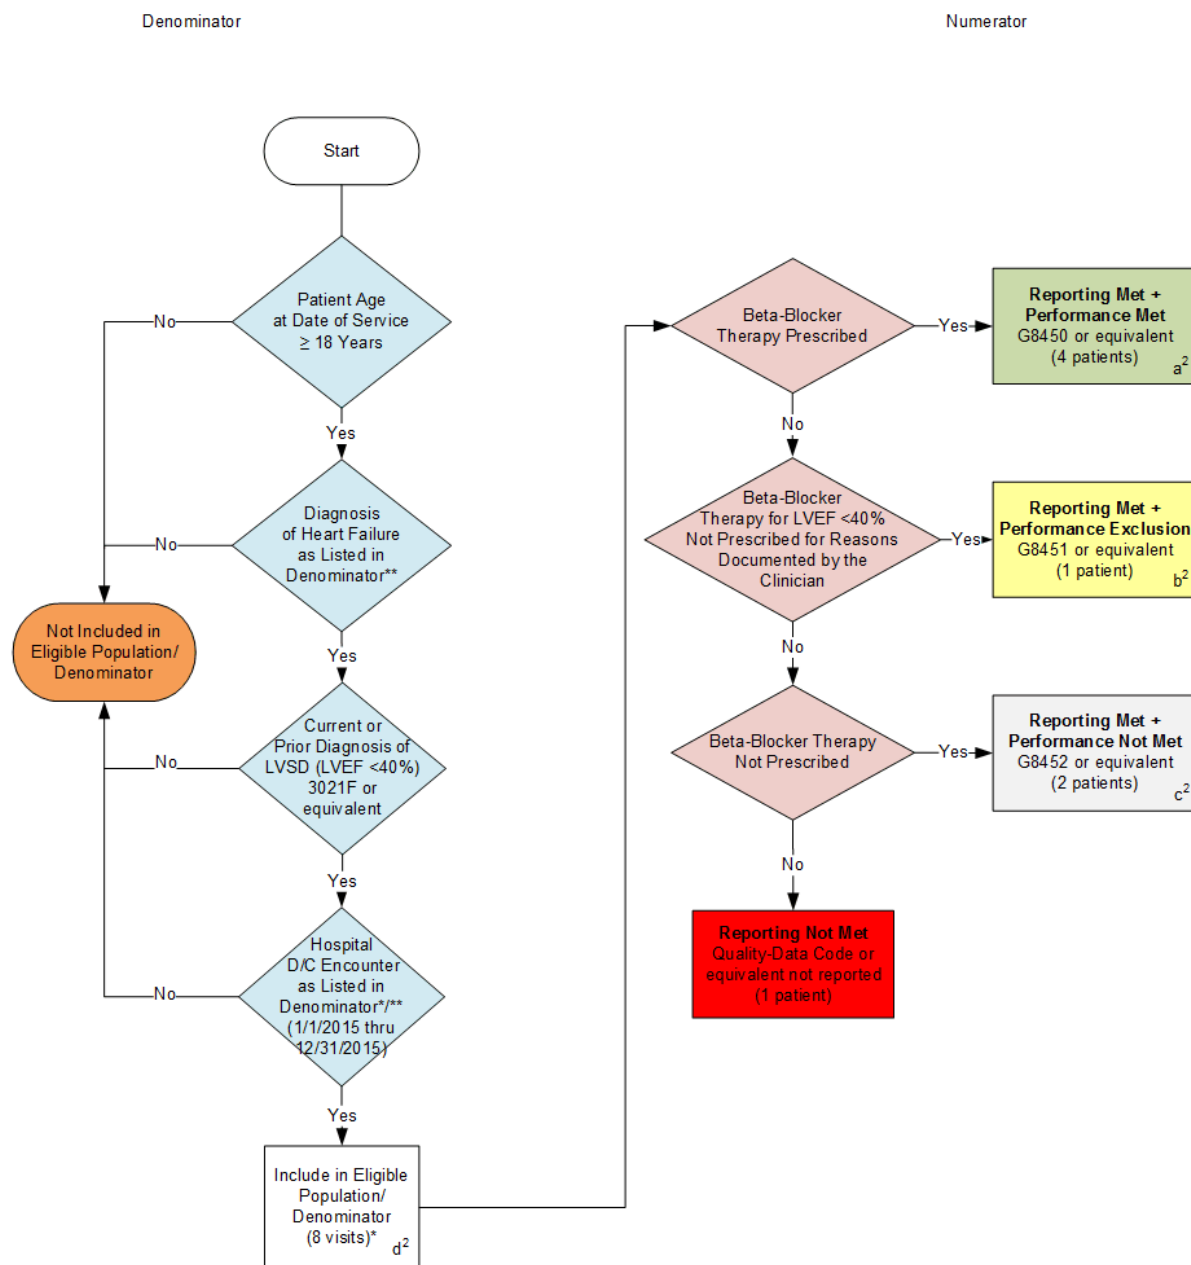 Denominator
Numerator
Start
Patient Age
at Date of Service
≥ 18 Years
No
Yes
Diagnosis
of Heart Failure
as Listed in
Denominator**
No
Yes
Not Included in
Eligible Population/
Denominator
Current or
Prior Diagnosis of
LVSD (LVEF <40%)
3021F or
equivalent
No
Yes
Hospital
D/C Encounter
as Listed in
Denominator*/**
(1/1/2015 thru
12/31/2015)
No
Yes
Include in Eligible
Population/
Denominator
(8 visits)*
d²
Beta-Blocker
Therapy Prescribed
Yes
Reporting Met +
Performance Met
G8450 or equivalent
(4 patients)
a²
No
Beta-Blocker
Therapy for LVEF <40%
Not Prescribed for Reasons
Documented by the
Clinician
Yes
Reporting Met +
Performance Exclusion
G8451 or equivalent
(1 patient)
b²
No
Beta-Blocker Therapy
Not Prescribed
Yes
Reporting Met +
Performance Not Met
G8452 or equivalent
(2 patients)
c²
No
Reporting Not Met
Quality-Data Code or
equivalent not reported
(1 patient)